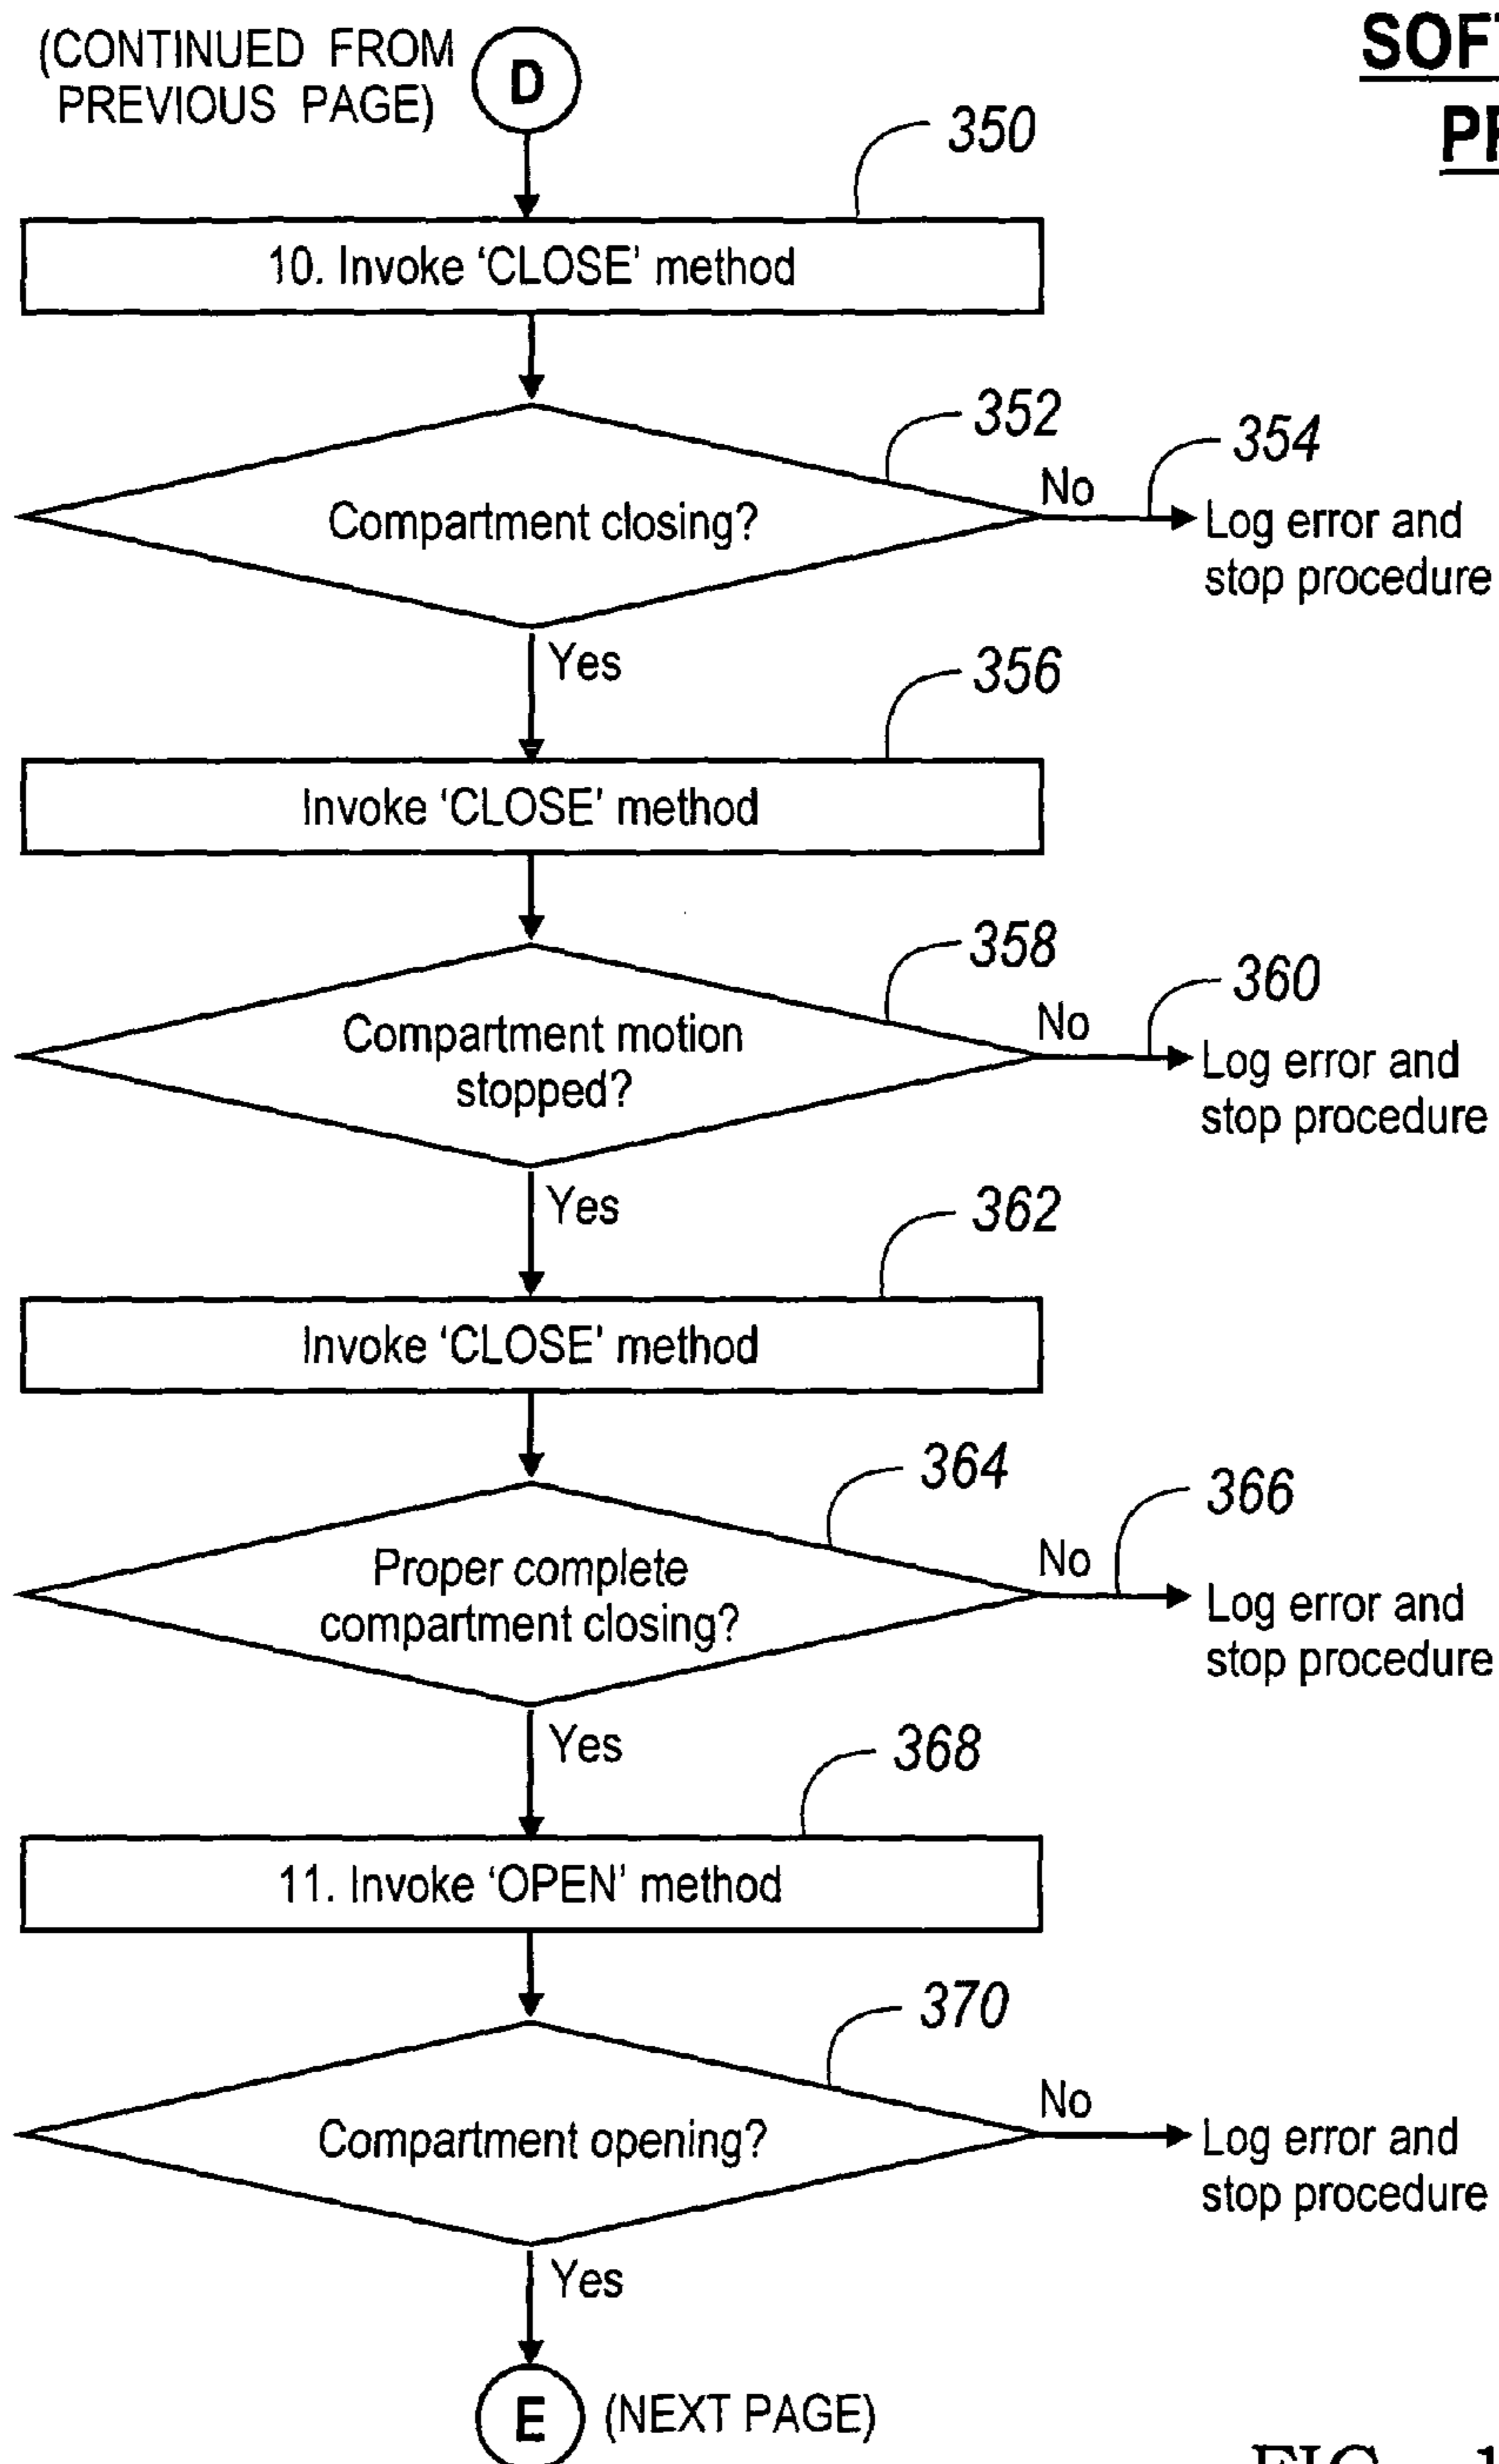 (CONTINUED FROM
PREVIOUS PAGE)
D
350
10. Invoke ‘CLOSE’ method
352
354
Compartment closing?
No
Log error and
stop procedure
Yes
356
Invoke ‘CLOSE’ method
358
360
Compartment motion
stopped?
No
Log error and
stop procedure
Yes
362
Invoke ‘CLOSE’ method
364
366
Proper complete
compartment closing?
No
Log error and
stop procedure
Yes
368
11. Invoke ‘OPEN’ method
370
Compartment opening?
No
Log error and
stop procedure
Yes
E
(NEXT PAGE)